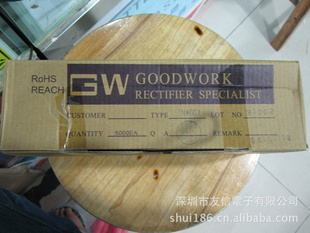 RoHS
REACH
GW
GOODWORK
RECTIFIER SPECIALIST
CUSTOMER TYPE LOT NO
QUANTITY 6000EA Q A REMARK
深圳市友信電子有限公司
shui186.cn.alibaba.com